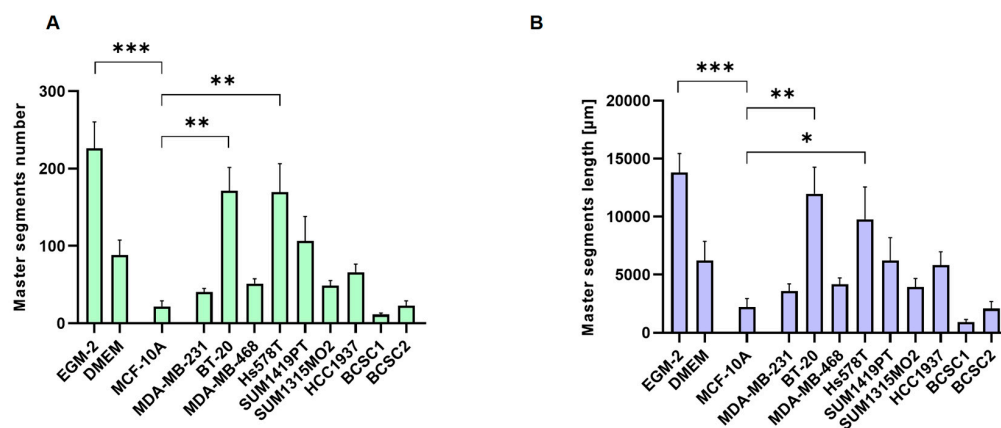 A
***
**
**
Master segments number
300
200
100
0
EGM-2
DMEM
MCF-10A
MDA-MB-231
BT-20
MDA-MB-468
Hs578T
SUM1419PT
SUM1315MO2
HCC1937
BCSC1
BCSC2
B
***
**
*
Master segments length [µm]
20000
15000
10000
5000
0
EGM-2
DMEM
MCF-10A
MDA-MB-231
BT-20
MDA-MB-468
Hs578T
SUM1419PT
SUM1315MO2
HCC1937
BCSC1
BCSC2